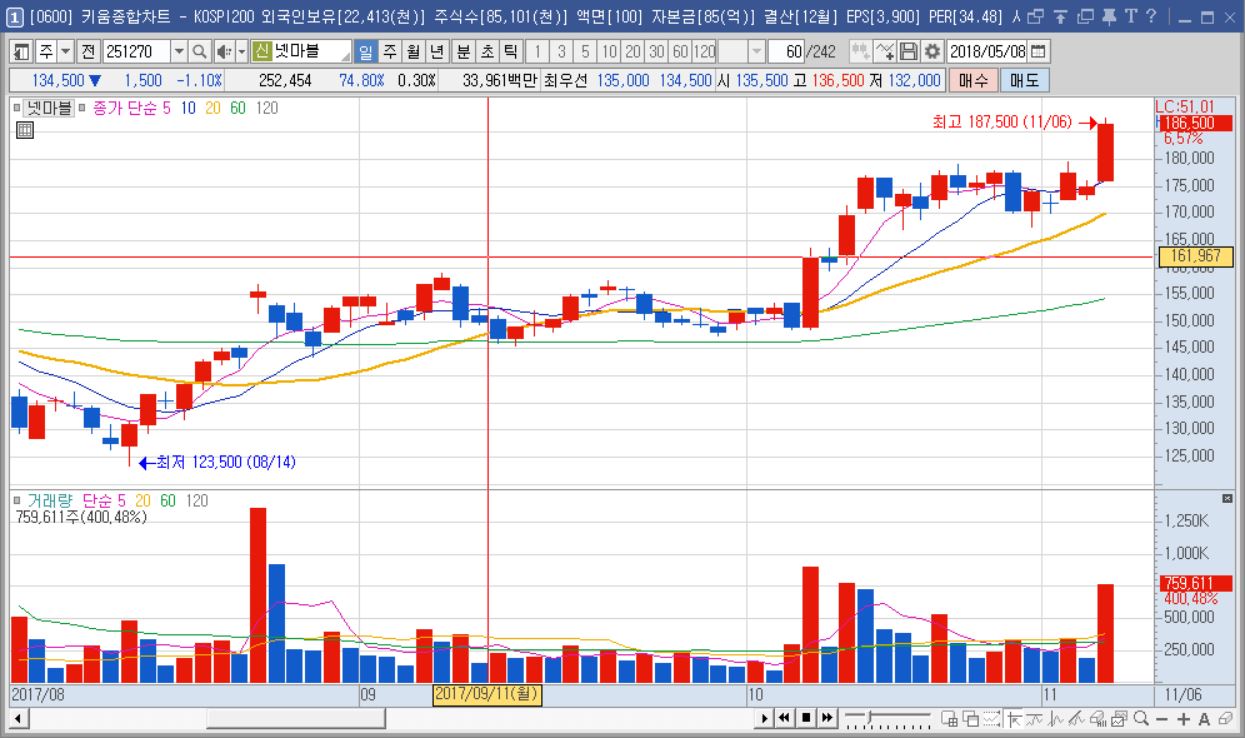 1 [0600] 키움종합차트 - KOSPI200 외국인보유[22,413(천)] 주식수[85,101(천)] 액면[100] 자본금[85(억)] 결산[12월] EPS[3,900] PER[34.48] T ?
주 전 251270 신 넷마블 일 주 월 년 분 초 틱 1 3 5 10 20 30 60 120 60 /242 2018/05/08
134,500 ▼ 1,500 -1.10% 252,454 74.80% 0.30% 33,961백만 최우선 135,000 134,500 시 135,500 고 136,500 저 132,000 매수 매도
넷마블 종가 단순 5 10 20 60 120
LC:51.01
최고 187,500 (11/06)
186,500
6.57%
180,000
175,000
170,000
165,000
161,967
160,000
155,000
150,000
145,000
140,000
135,000
130,000
125,000
최저 123,500 (08/14)
거래량 단순 5 20 60 120
759,611주(400.48%)
1,250K
1,000K
759,611
400.48%
500,000
250,000
2017/08 09 2017/09/11(월) 10 11 11/06
A